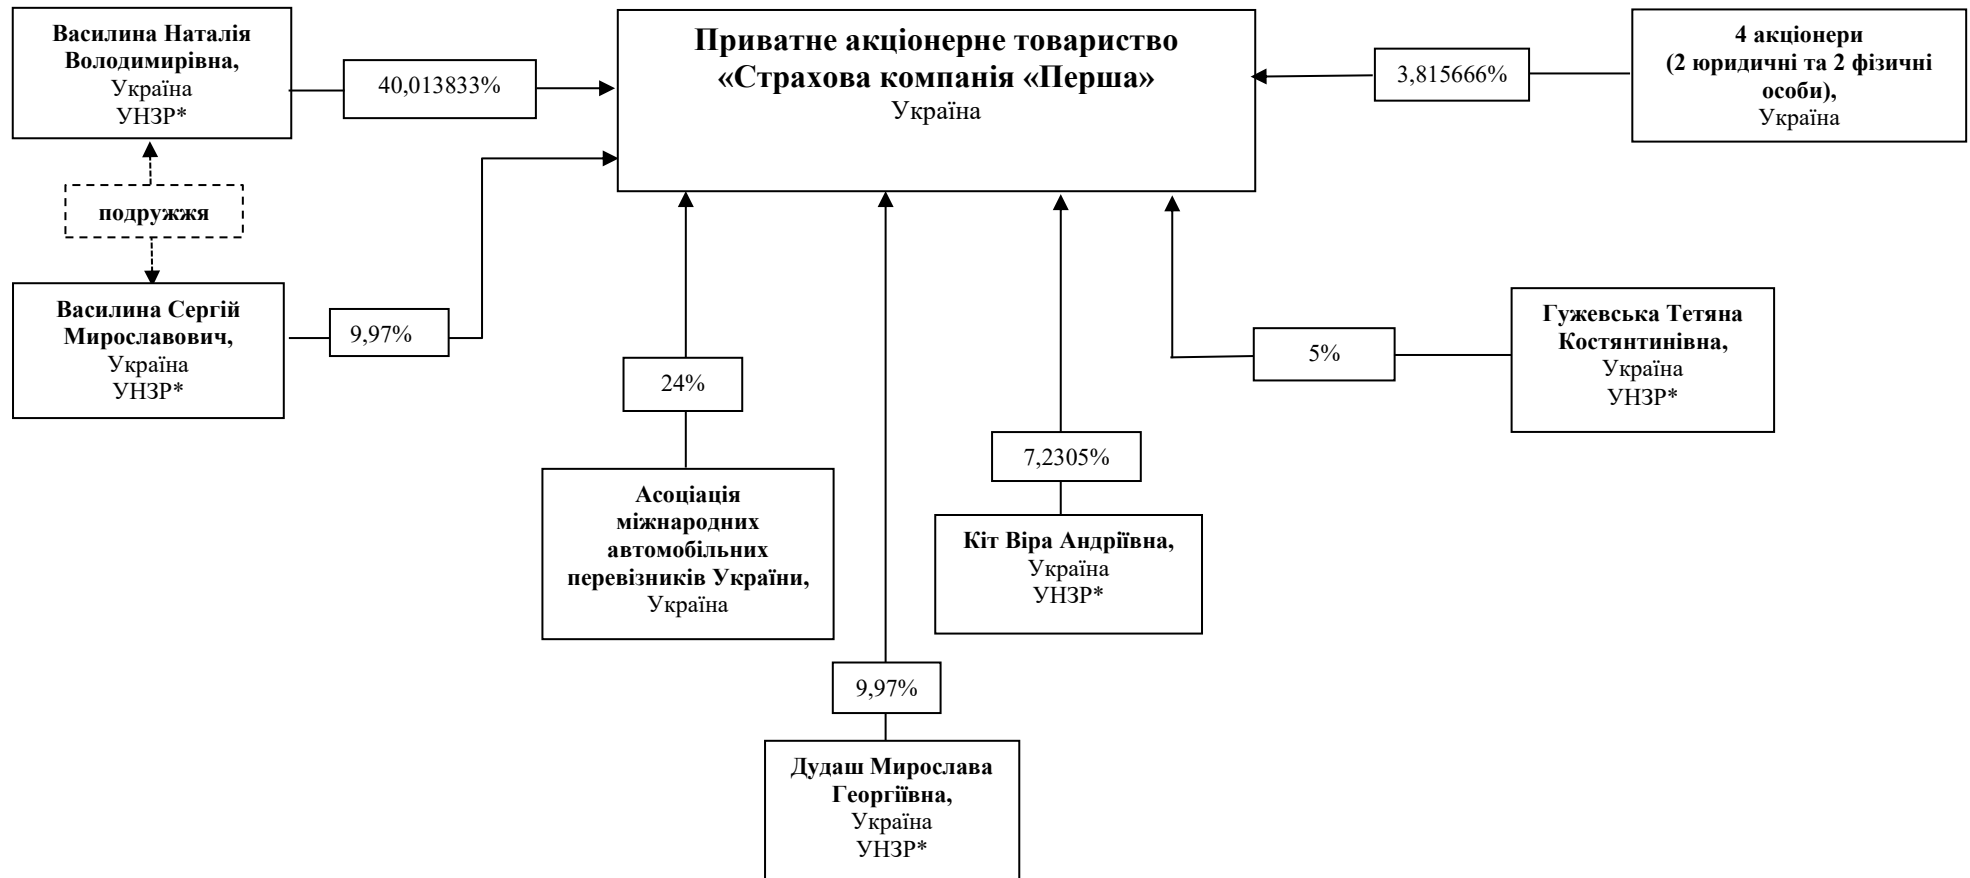 Василина Наталія
Володимирівна,
Україна
УНЗР*
40,013833%
Приватне акціонерне товариство
«Страхова компанія «Перша»
Україна
3,815666%
4 акціонери
(2 юридичні та 2 фізичні
особи),
Україна
подружжя
Василина Сергій
Мирославович,
Україна
УНЗР*
9,97%
24%
Асоціація
міжнародних
автомобільних
перевізників України,
Україна
9,97%
Дудаш Мирослава
Георгіївна,
Україна
УНЗР*
7,2305%
Кіт Віра Андріївна,
Україна
УНЗР*
5%
Гужевська Тетяна
Костянтинівна,
Україна
УНЗР*